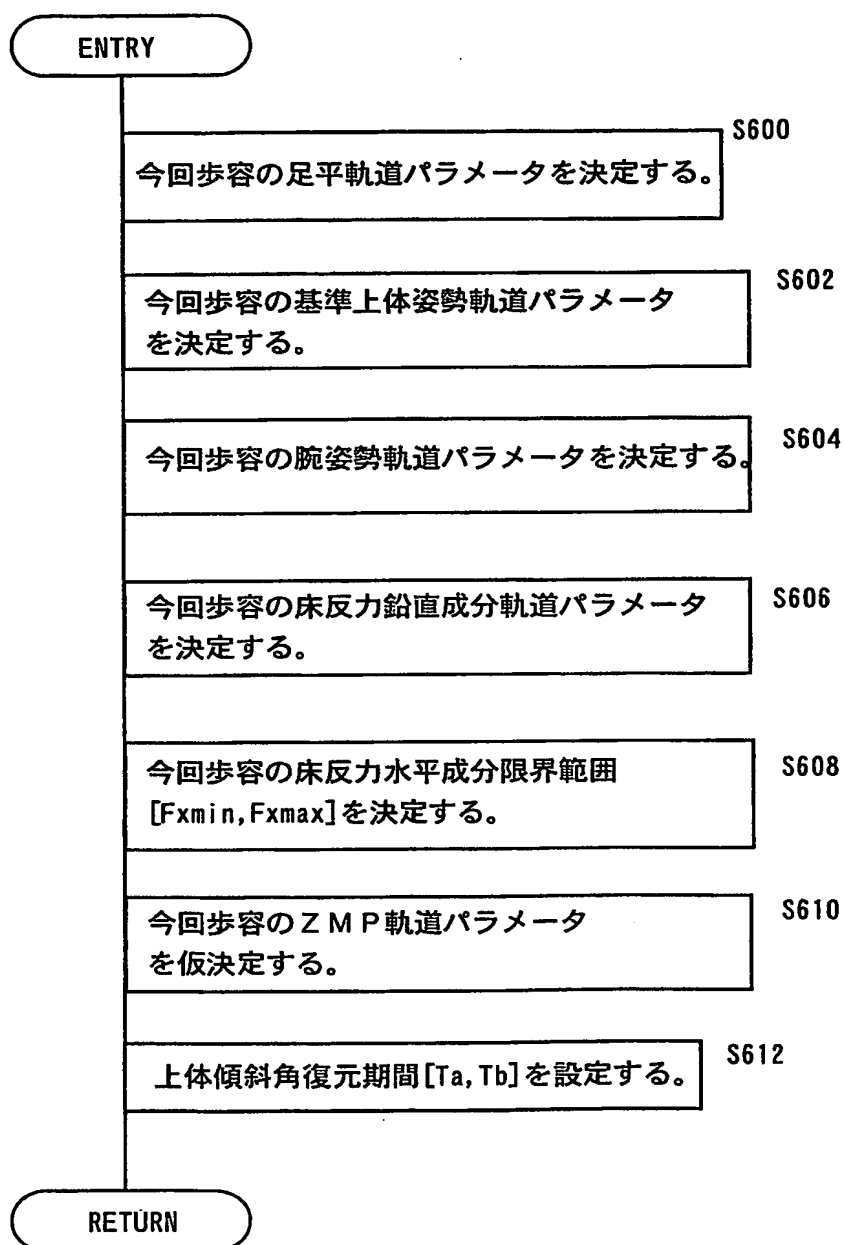 ENTRY
S600
今回歩容の足平軌道パラメータを決定する。
S602
今回歩容の基準上体姿勢軌道パラメータ
を決定する。
S604
今回歩容の腕姿勢軌道パラメータを決定する。
S606
今回歩容の床反力鉛直成分軌道パラメータ
を決定する。
S608
今回歩容の床反力水平成分限界範囲
[Fxmin,Fxmax]を決定する。
S610
今回歩容のZMP軌道パラメータ
を仮決定する。
S612
上体傾斜角復元期間[Ta,Tb]を設定する。
RETURN